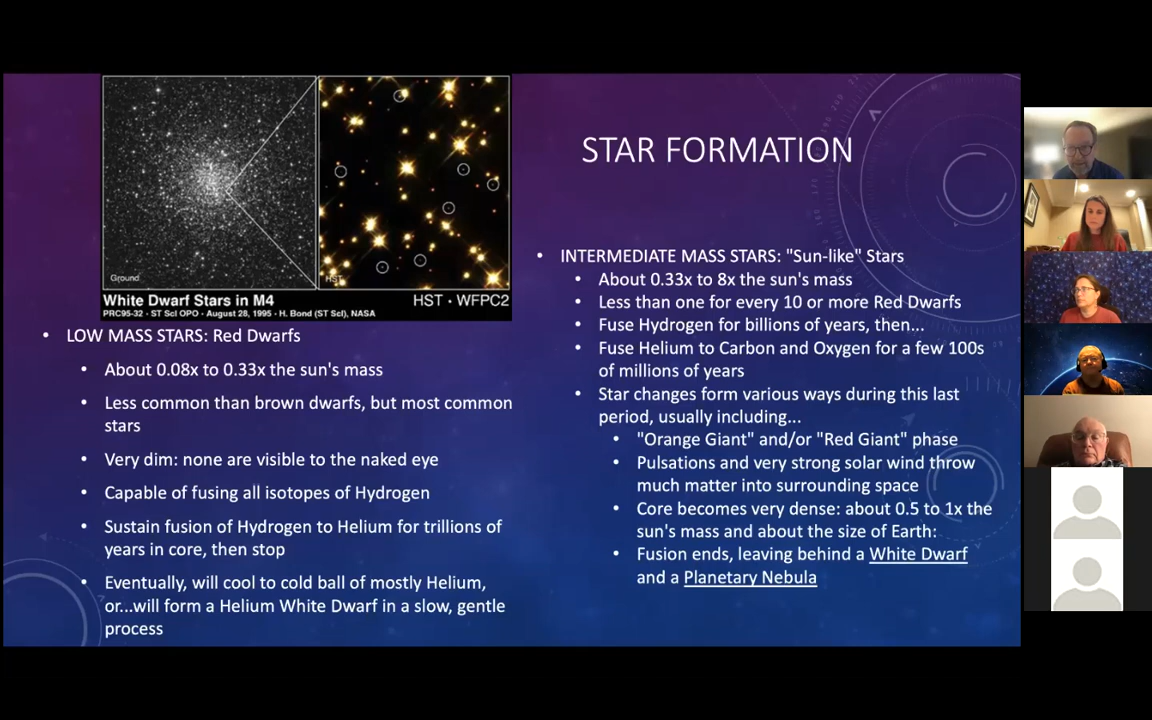 Ground
HST
White Dwarf Stars in M4
HST • WFPC2
PRC95-32 · ST ScI OPO · August 28, 1995 · H. Bond (ST ScI), NASA
• LOW MASS STARS: Red Dwarfs
• About 0.08x to 0.33x the sun's mass
• Less common than brown dwarfs, but most common
stars
• Very dim: none are visible to the naked eye
• Capable of fusing all isotopes of Hydrogen
• Sustain fusion of Hydrogen to Helium for trillions of
years in core, then stop
• Eventually, will cool to cold ball of mostly Helium,
or...will form a Helium White Dwarf in a slow, gentle
process
STAR FORMATION
• INTERMEDIATE MASS STARS: "Sun-like" Stars
• About 0.33x to 8x the sun's mass
• Less than one for every 10 or more Red Dwarfs
• Fuse Hydrogen for billions of years, then...
• Fuse Helium to Carbon and Oxygen for a few 100s
of millions of years
• Star changes form various ways during this last
period, usually including...
• "Orange Giant" and/or "Red Giant" phase
• Pulsations and very strong solar wind throw
much matter into surrounding space
• Core becomes very dense: about 0.5 to 1x the
sun's mass and about the size of Earth:
• Fusion ends, leaving behind a White Dwarf
and a Planetary Nebula